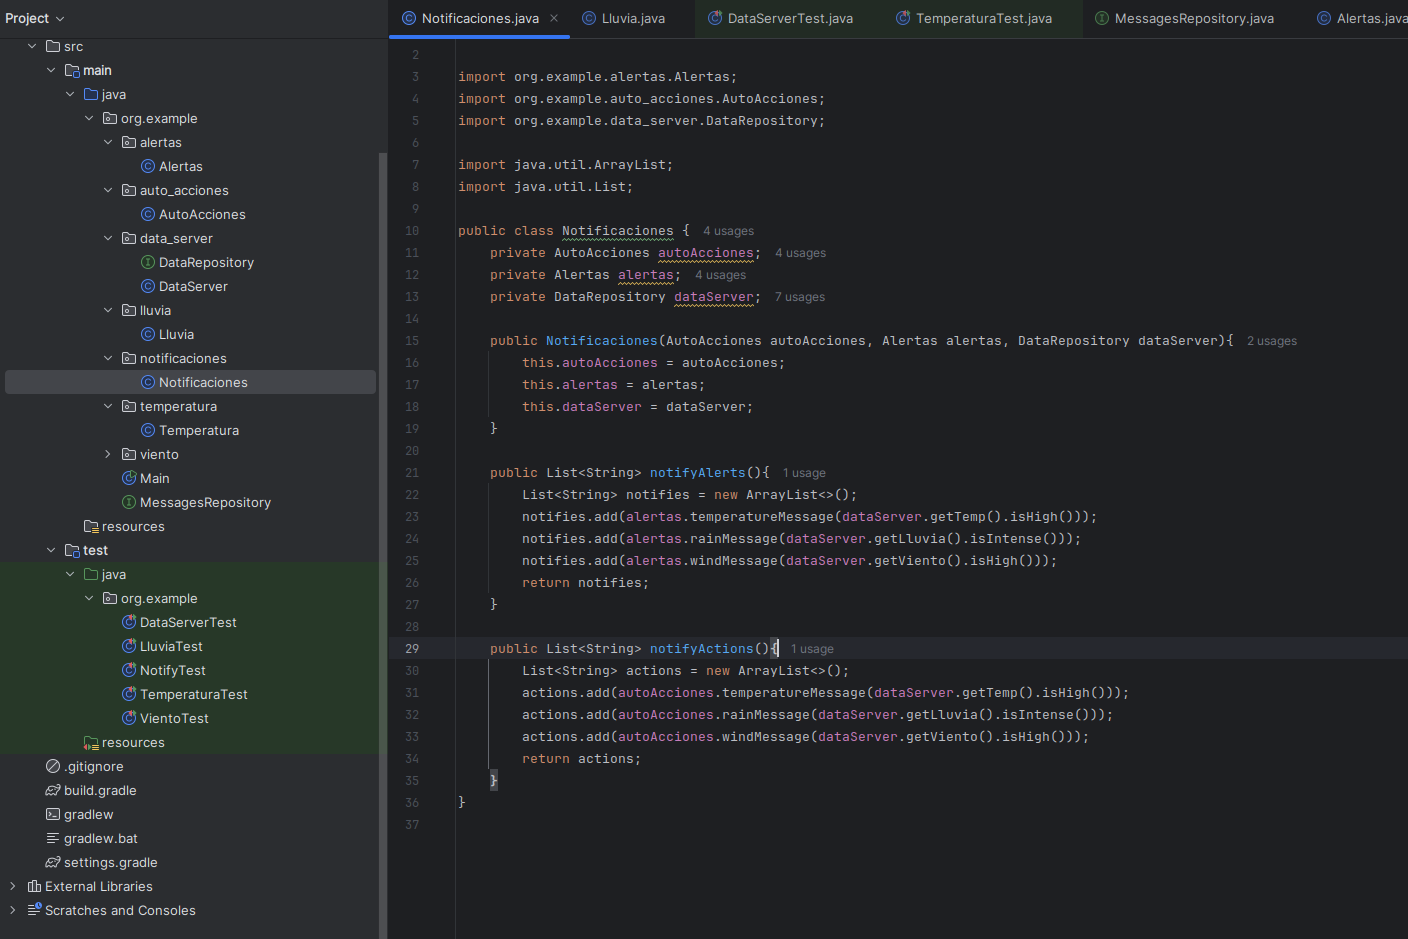 Project
Notificaciones.java
Lluvia.java
DataServerTest.java
TemperaturaTest.java
MessagesRepository.java
Alertas.java
src
main
java
org.example
alertas
Alertas
auto_acciones
AutoAcciones
data_server
DataRepository
DataServer
lluvia
Lluvia
notificaciones
Notificaciones
temperatura
Temperatura
viento
Main
MessagesRepository
resources
test
java
org.example
DataServerTest
LluviaTest
NotifyTest
TemperaturaTest
VientoTest
resources
.gitignore
build.gradle
gradlew
gradlew.bat
settings.gradle
External Libraries
Scratches and Consoles
2
3 import org.example.alertas.Alertas;
4 import org.example.auto_acciones.AutoAcciones;
5 import org.example.data_server.DataRepository;
6
7 import java.util.ArrayList;
8 import java.util.List;
9
10 public class Notificaciones { 4 usages
11 private AutoAcciones autoAcciones; 4 usages
12 private Alertas alertas; 4 usages
13 private DataRepository dataServer; 7 usages
14
15 public Notificaciones(AutoAcciones autoAcciones, Alertas alertas, DataRepository dataServer){ 2 usages
16 this.autoAcciones = autoAcciones;
17 this.alertas = alertas;
18 this.dataServer = dataServer;
19 }
20
21 public List<String> notifyAlerts(){ 1 usage
22 List<String> notifies = new ArrayList<>();
23 notifies.add(alertas.temperatureMessage(dataServer.getTemp().isHigh()));
24 notifies.add(alertas.rainMessage(dataServer.getLluvia().isIntense()));
25 notifies.add(alertas.windMessage(dataServer.getViento().isHigh()));
26 return notifies;
27 }
28
29 public List<String> notifyActions(){ 1 usage
30 List<String> actions = new ArrayList<>();
31 actions.add(autoAcciones.temperatureMessage(dataServer.getTemp().isHigh()));
32 actions.add(autoAcciones.rainMessage(dataServer.getLluvia().isIntense()));
33 actions.add(autoAcciones.windMessage(dataServer.getViento().isHigh()));
34 return actions;
35 }
36 }
37